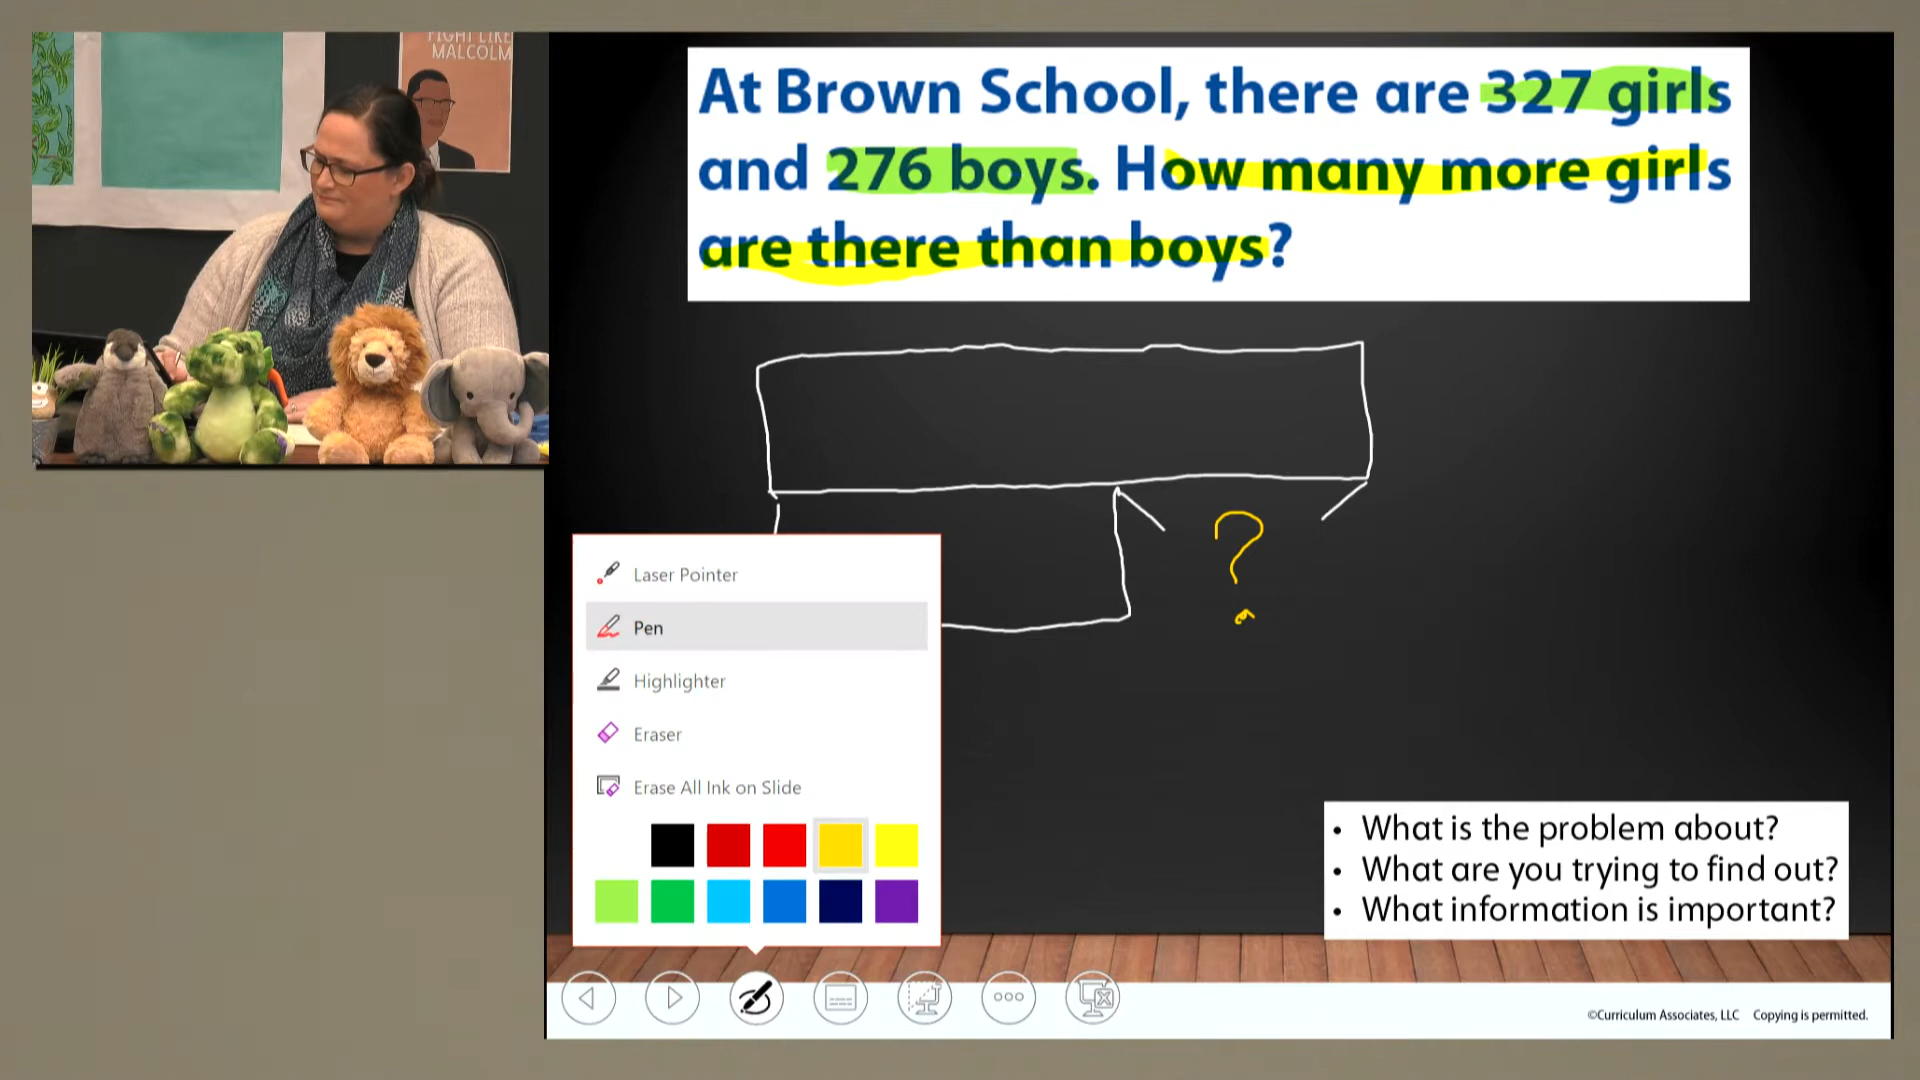 FIGHT LIKE
MALCOLM
At Brown School, there are 327 girls
and 276 boys. How many more girls
are there than boys?
?
Laser Pointer
Pen
Highlighter
Eraser
Erase All Ink on Slide
• What is the problem about?
• What are you trying to find out?
• What information is important?
©Curriculum Associates, LLC Copying is permitted.